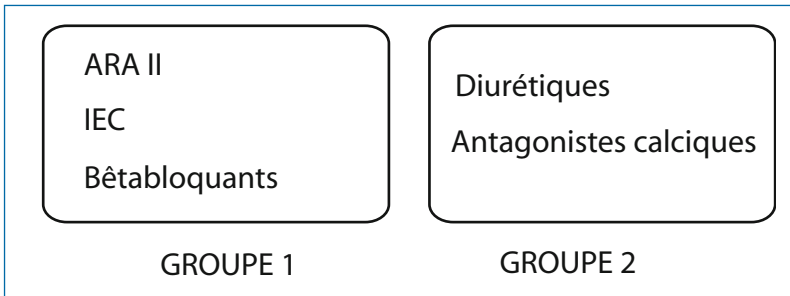 ARA II
IEC
Bêtabloquants
GROUPE 1
Diurétiques
Antagonistes calciques
GROUPE 2